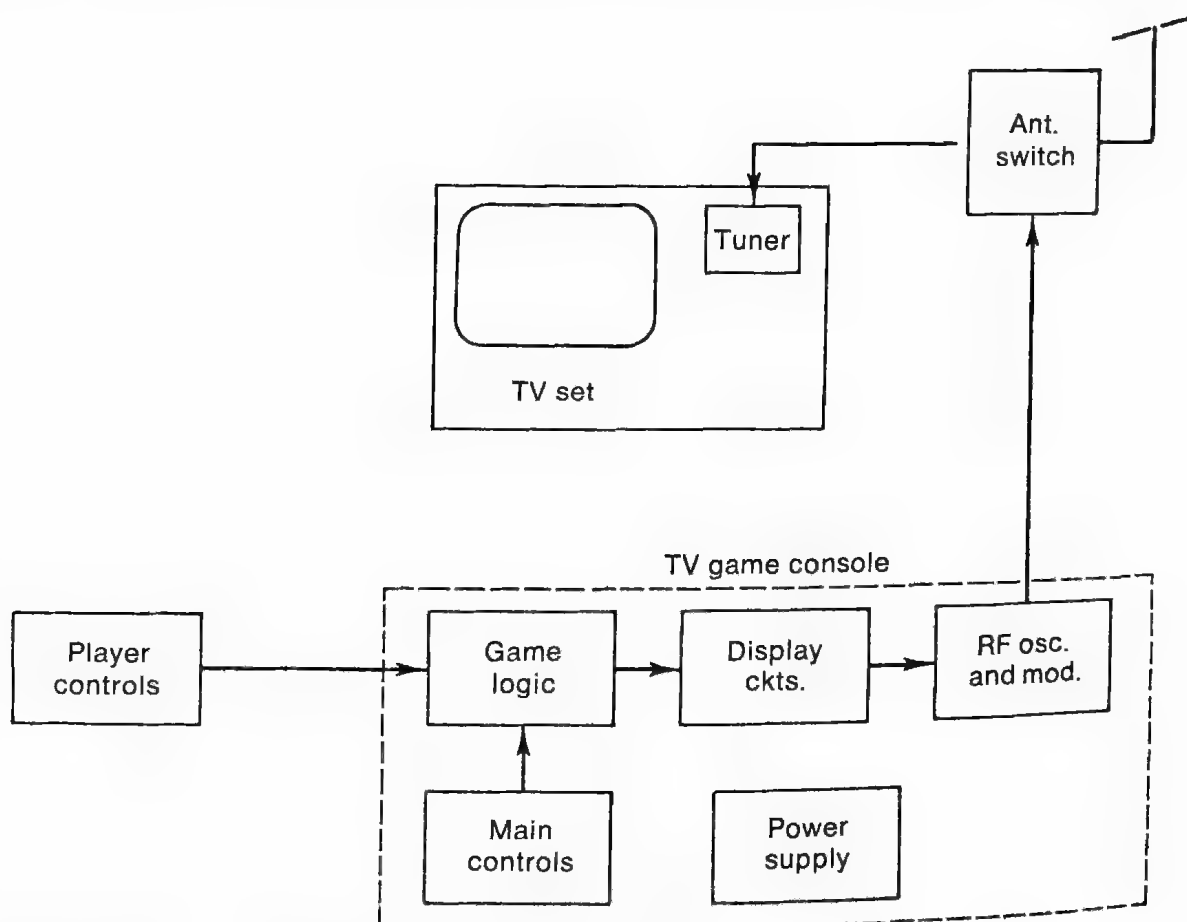 Ant.
switch
Tuner
TV set
TV game console
Player
controls
Game
logic
Display
ckts.
RF osc.
and mod.
Main
controls
Power
supply